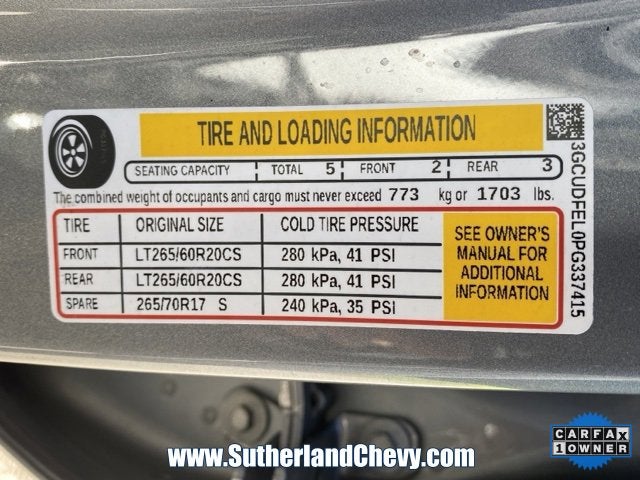 www.SutherlandChevy.com
TIRE AND LOADING INFORMATION
SEATING CAPACITY TOTAL 5 FRONT 2 REAR 3
The combined weight of occupants and cargo must never exceed 773 kg or 1703 lbs.
TIRE ORIGINAL SIZE COLD TIRE PRESSURE
FRONT LT265/60R20CS 280 kPa, 41 PSI
REAR LT265/60R20CS 280 kPa, 41 PSI
SPARE 265/70R17 S 240 kPa, 35 PSI
SEE OWNER'S
MANUAL FOR
ADDITIONAL
INFORMATION
3GCUDFEL0PG337415
CARFAX
1 OWNER
www.SutherlandChevy.com